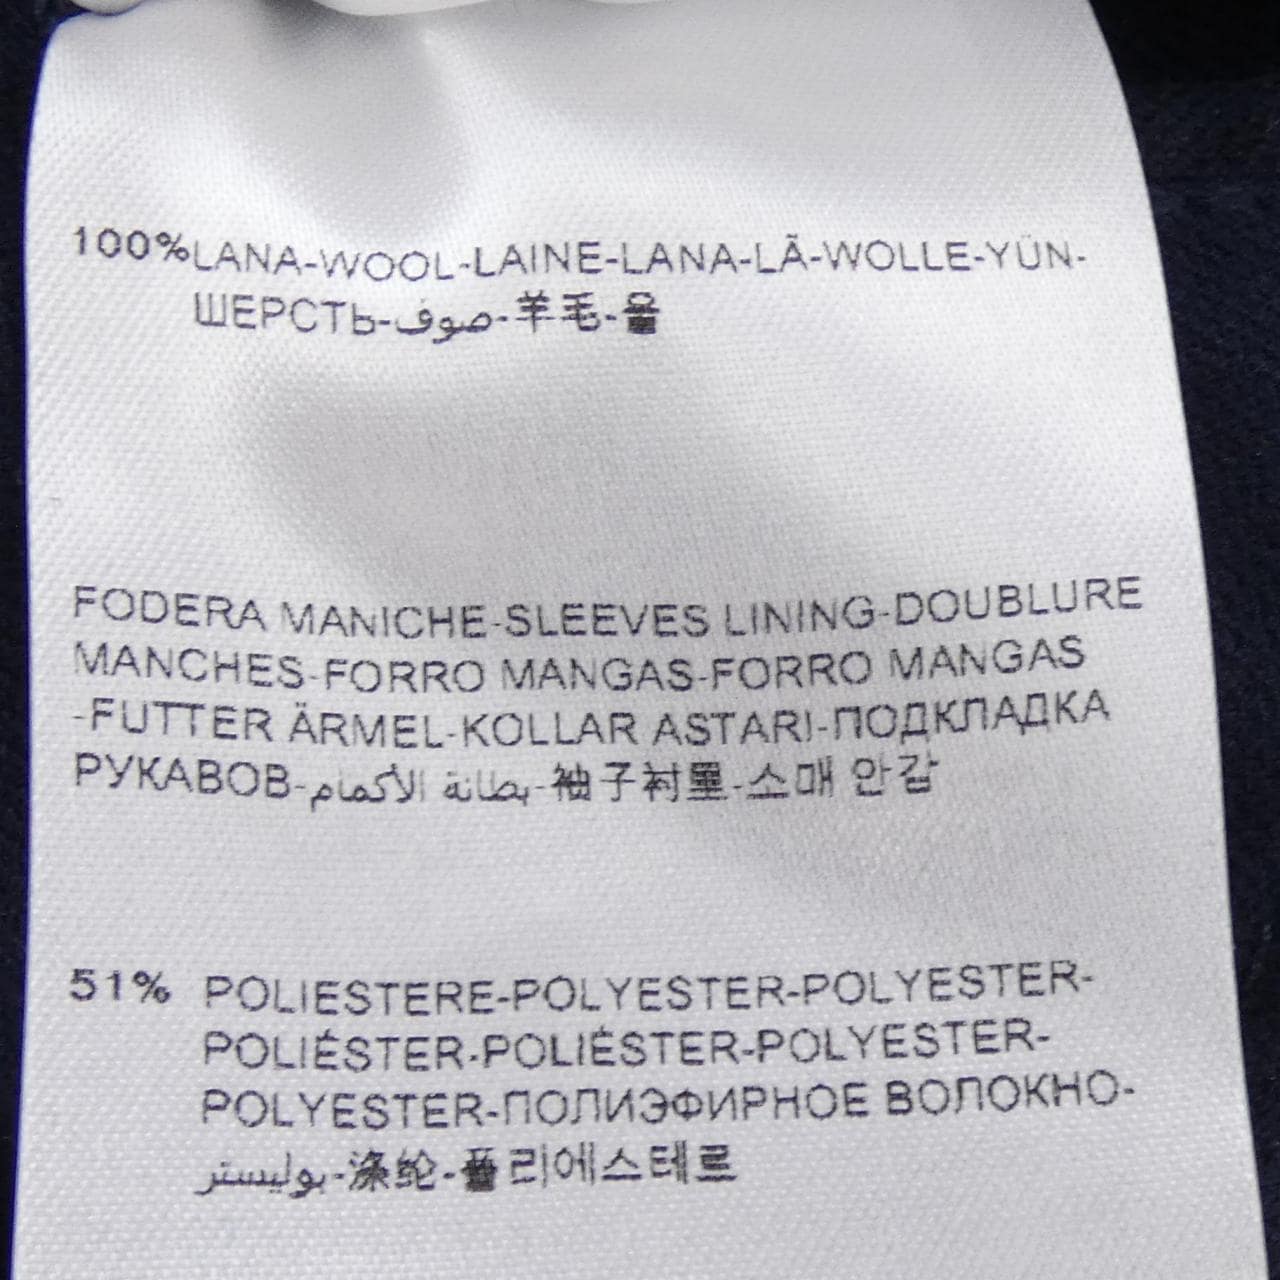 100%LANA-WOOL-LAINE-LANA-LÃ-WOLLE-YÜN-
ШЕРСТЬ-صوف-羊毛-울
FODERA MANICHE-SLEEVES LINING-DOUBLURE
MANCHES-FORRO MANGAS-FORRO MANGAS
-FUTTER ÄRMEL-KOLLAR ASTARI-ПОДКЛАДКА
РУКАВОВ-بطانة الأكمام-袖子衬里-소매 안감
51% POLIESTERE-POLYESTER-POLYESTER-
POLIÉSTER-POLIÉSTER-POLYESTER-
POLYESTER-ПОЛИЭФИРНОЕ ВОЛОКНО-
بوليستر-涤纶-폴리에스테르